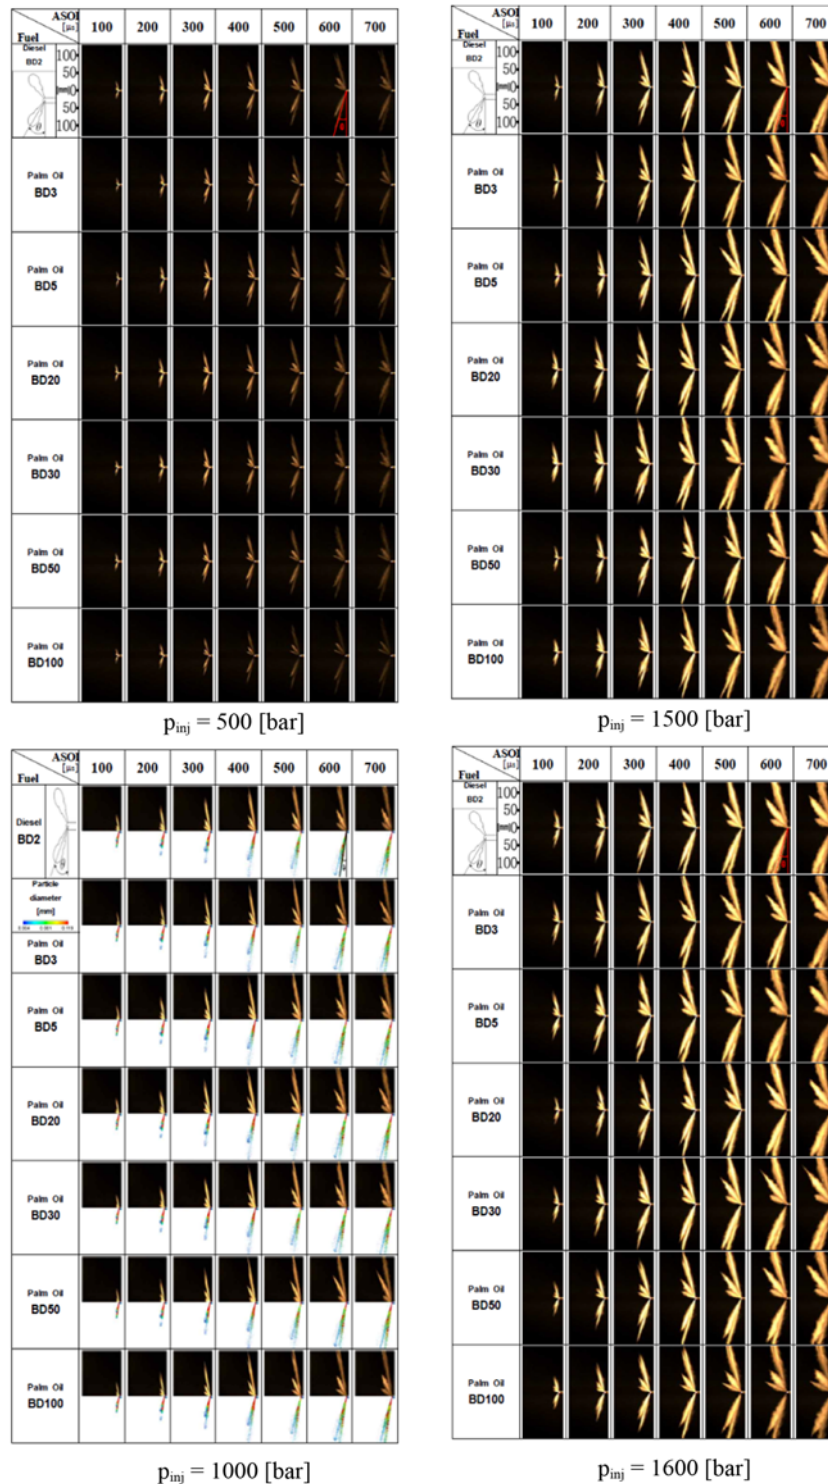 ASOI
[µs]
Fuel
100 200 300 400 500 600 700
Diesel
BD2
100
50
[mm]0
50
100
θ
θ
Palm Oil
BD3
Palm Oil
BD5
Palm Oil
BD20
Palm Oil
BD30
Palm Oil
BD50
Palm Oil
BD100
pinj = 500 [bar]
ASOI
[µs]
Fuel
100 200 300 400 500 600 700
Diesel
BD2
100
50
[mm]0
50
100
θ
Palm Oil
BD3
Palm Oil
BD5
Palm Oil
BD20
Palm Oil
BD30
Palm Oil
BD50
Palm Oil
BD100
pinj = 1500 [bar]
ASOI
[µs]
Fuel
100 200 300 400 500 600 700
Diesel
BD2
θ
Particle
diameter
[mm]
Palm Oil
BD3
Palm Oil
BD5
Palm Oil
BD20
Palm Oil
BD30
Palm Oil
BD50
Palm Oil
BD100
pinj = 1000 [bar]
ASOI
[µs]
Fuel
100 200 300 400 500 600 700
Diesel
BD2
100
50
[mm]0
50
100
θ
Palm Oil
BD3
Palm Oil
BD5
Palm Oil
BD20
Palm Oil
BD30
Palm Oil
BD50
Palm Oil
BD100
pinj = 1600 [bar]